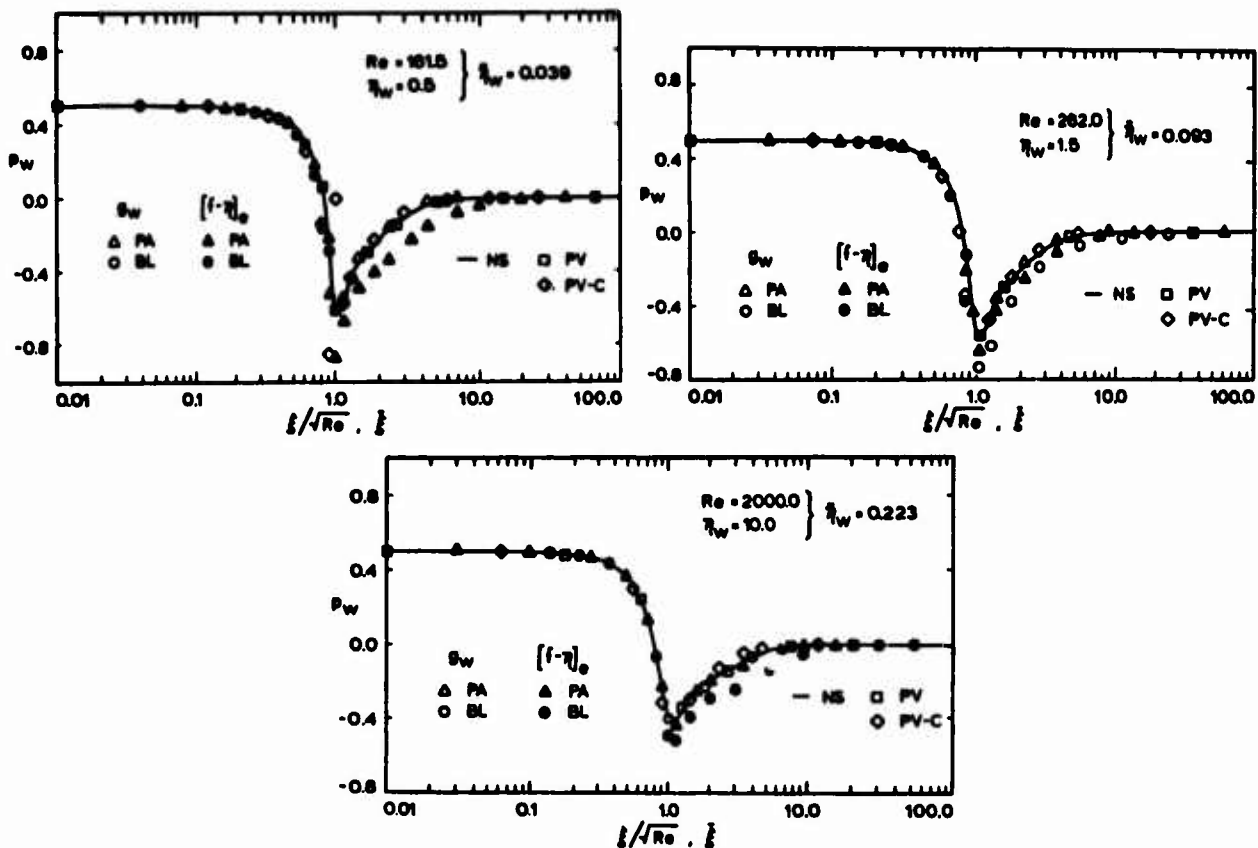 0.8
0.4
Pw
0.0
-0.4
-0.8
Re = 161.5
ηw = 0.5
} η̄w = 0.039
gw [f-η]e
△ PA ▲ PA
○ BL ● BL
— NS □ PV
◇ PV-C
0.01 0.1 1.0 10.0 100.0
ξ/√Re , ξ̄
0.8
0.4
Pw
0.0
-0.4
-0.8
Re = 262.0
ηw = 1.5
} η̄w = 0.093
gw [f-η]e
△ PA ▲ PA
○ BL ● BL
— NS □ PV
◇ PV-C
0.01 0.1 1.0 10.0 100.0
ξ/√Re , ξ̄
0.8
0.4
Pw
0.0
-0.4
-0.8
Re = 2000.0
ηw = 10.0
} η̄w = 0.223
gw [f-η]e
△ PA ▲ PA
○ BL ● BL
— NS □ PV
◇ PV-C
0.01 0.1 1.0 10.0 100.0
ξ/√Re , ξ̄